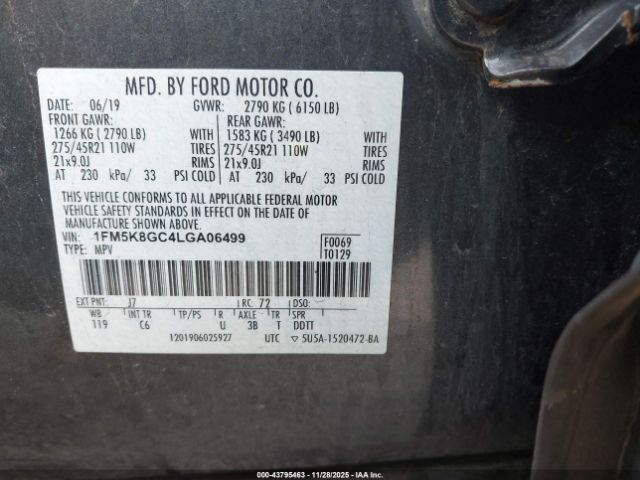 MFD. BY FORD MOTOR CO.
DATE: 06/19 GVWR: 2790 KG ( 6150 LB)
FRONT GAWR: REAR GAWR:
1266 KG ( 2790 LB) WITH 1583 KG ( 3490 LB) WITH
275/45R21 110W TIRES 275/45R21 110W TIRES
21x9.0J RIMS 21x9.0J RIMS
AT 230 kPa/ 33 PSI COLD AT 230 kPa/ 33 PSI COLD
THIS VEHICLE CONFORMS TO ALL APPLICABLE FEDERAL MOTOR
VEHICLE SAFETY STANDARDS IN EFFECT ON THE DATE OF
MANUFACTURE SHOWN ABOVE.
VIN: 1FM5K8GC4LGA06499 F0069
TYPE: MPV T0129
EXT PNT: J7 RC: 72 DSO:
WB INT TR TP/PS R AXLE TR SPR
119 C6 U 3B T DDTT
1201906025927 UTC ▽ 5U5A-1520472-BA
000-43795463 11/28/2025 IAA Inc.